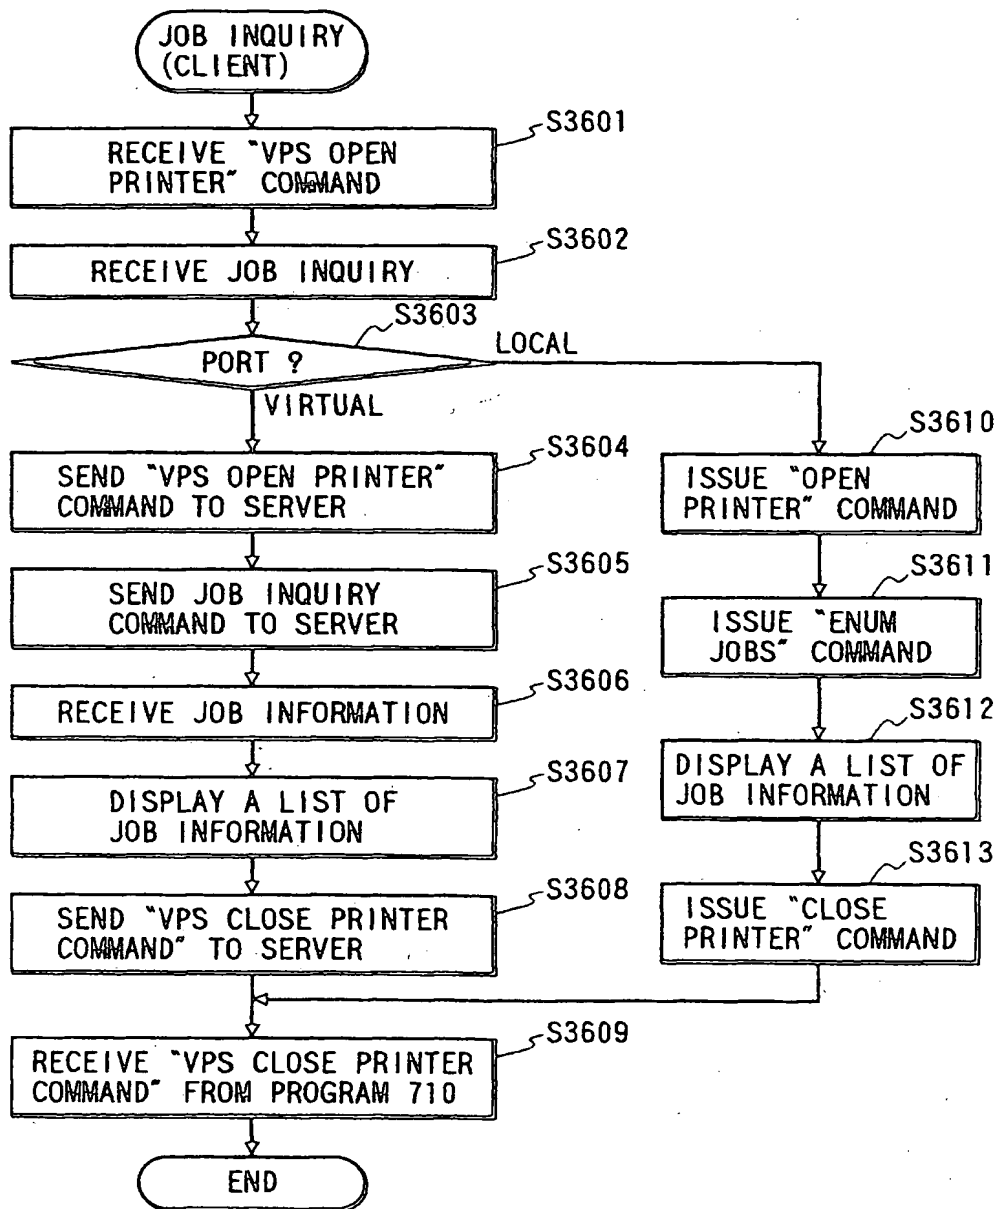 JOB INQUIRY
(CLIENT)
S3601
RECEIVE "VPS OPEN
PRINTER" COMMAND
S3602
RECEIVE JOB INQUIRY
S3603
PORT ?
LOCAL
VIRTUAL
S3604
SEND "VPS OPEN PRINTER"
COMMAND TO SERVER
S3605
SEND JOB INQUIRY
COMMAND TO SERVER
S3606
RECEIVE JOB INFORMATION
S3607
DISPLAY A LIST OF
JOB INFORMATION
S3608
SEND "VPS CLOSE PRINTER
COMMAND" TO SERVER
S3610
ISSUE "OPEN
PRINTER" COMMAND
S3611
ISSUE "ENUM
JOBS" COMMAND
S3612
DISPLAY A LIST OF
JOB INFORMATION
S3613
ISSUE "CLOSE
PRINTER" COMMAND
S3609
RECEIVE "VPS CLOSE PRINTER
COMMAND" FROM PROGRAM 710
END